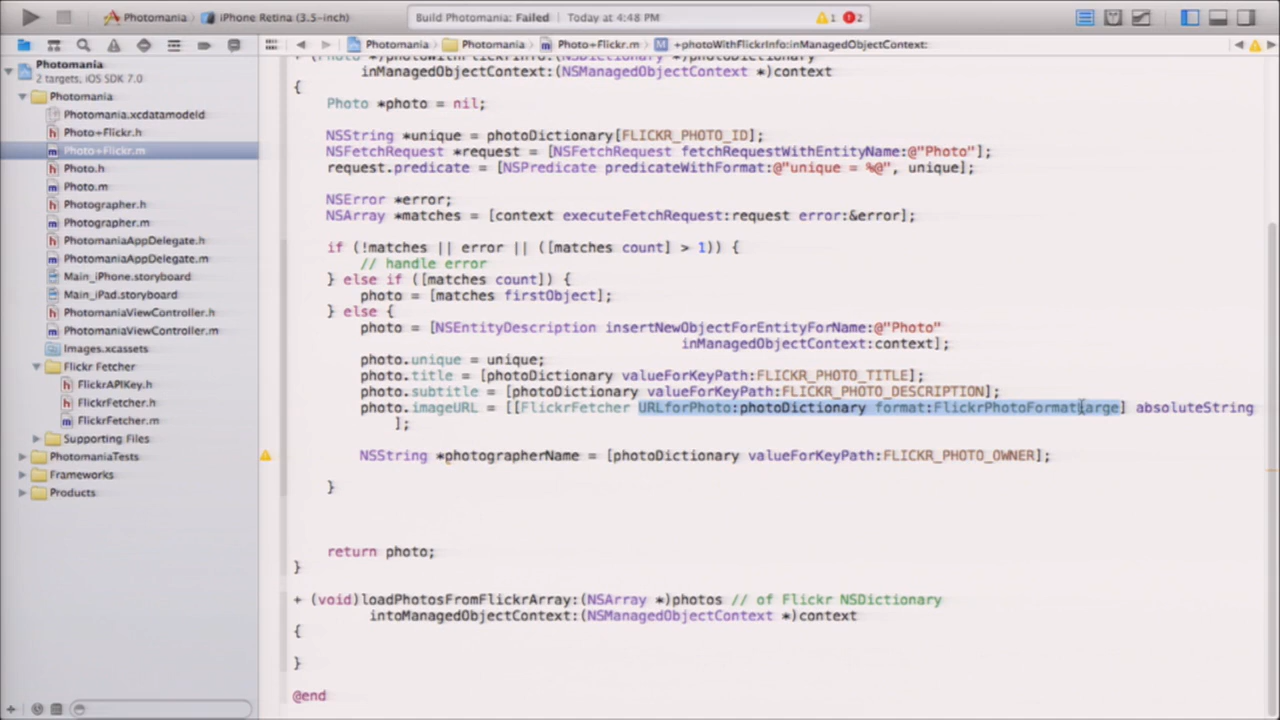 Photomania
iPhone Retina (3.5-inch)
Build Photomania: Failed
Today at 4:48 PM
1
2
Photomania
Photomania
Photo+Flickr.m
M
+photoWithFlickrInfo:inManagedObjectContext:
Photomania
2 targets, iOS SDK 7.0
Photomania
Photomania.xcdatamodeld
h Photo+Flickr.h
m Photo+Flickr.m
h Photo.h
m Photo.m
h Photographer.h
m Photographer.m
h PhotomaniaAppDelegate.h
m PhotomaniaAppDelegate.m
Main_iPhone.storyboard
Main_iPad.storyboard
h PhotomaniaViewController.h
m PhotomaniaViewController.m
Images.xcassets
Flickr Fetcher
h FlickrAPIKey.h
h FlickrFetcher.h
m FlickrFetcher.m
Supporting Files
PhotomaniaTests
Frameworks
Products
+ (Photo *)photoWithFlickrInfo:(NSDictionary *)photoDictionary
inManagedObjectContext:(NSManagedObjectContext *)context
{
Photo *photo = nil;
NSString *unique = photoDictionary[FLICKR_PHOTO_ID];
NSFetchRequest *request = [NSFetchRequest fetchRequestWithEntityName:@"Photo"];
request.predicate = [NSPredicate predicateWithFormat:@"unique = %@", unique];
NSError *error;
NSArray *matches = [context executeFetchRequest:request error:&error];
if (!matches || error || ([matches count] > 1)) {
// handle error
} else if ([matches count]) {
photo = [matches firstObject];
} else {
photo = [NSEntityDescription insertNewObjectForEntityForName:@"Photo"
inManagedObjectContext:context];
photo.unique = unique;
photo.title = [photoDictionary valueForKeyPath:FLICKR_PHOTO_TITLE];
photo.subtitle = [photoDictionary valueForKeyPath:FLICKR_PHOTO_DESCRIPTION];
photo.imageURL = [[FlickrFetcher URLforPhoto:photoDictionary format:FlickrPhotoFormatLarge] absoluteString
];
NSString *photographerName = [photoDictionary valueForKeyPath:FLICKR_PHOTO_OWNER];
}
return photo;
}
+ (void)loadPhotosFromFlickrArray:(NSArray *)photos // of Flickr NSDictionary
intoManagedObjectContext:(NSManagedObjectContext *)context
{
}
@end